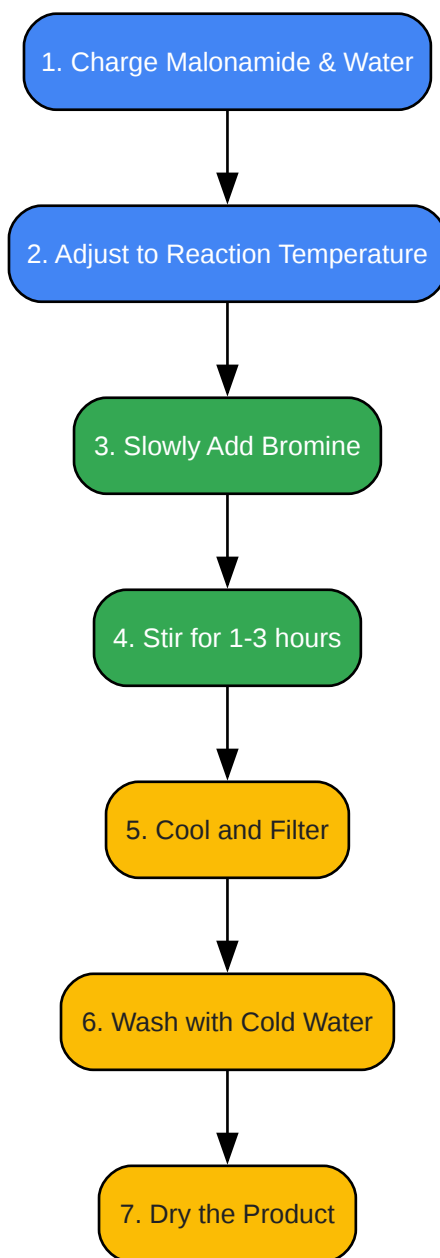 1. Charge Malonamide & Water
2. Adjust to Reaction Temperature
3. Slowly Add Bromine
4. Stir for 1-3 hours
5. Cool and Filter
6. Wash with Cold Water
7. Dry the Product